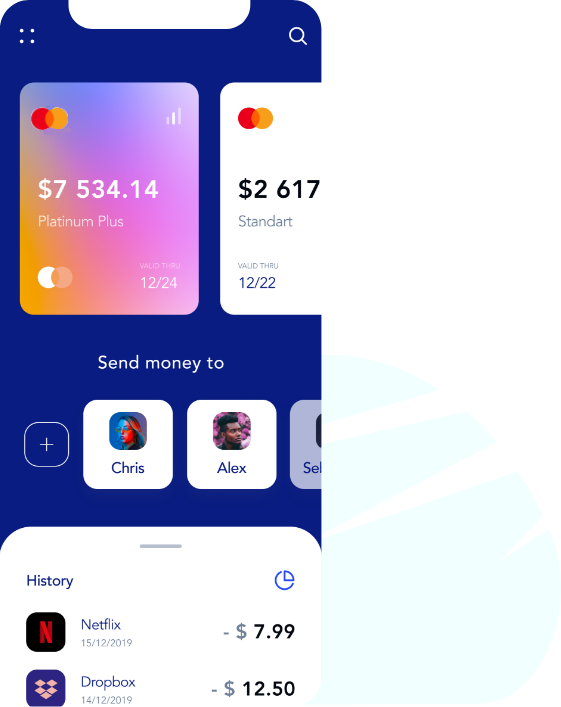 $7 534.14
Platinum Plus
VALID THRU
12/24
$2 617
Standart
VALID THRU
12/22
Send money to
Chris
Alex
Sel
History
Netflix
15/12/2019
- $ 7.99
Dropbox
14/12/2019
- $ 12.50